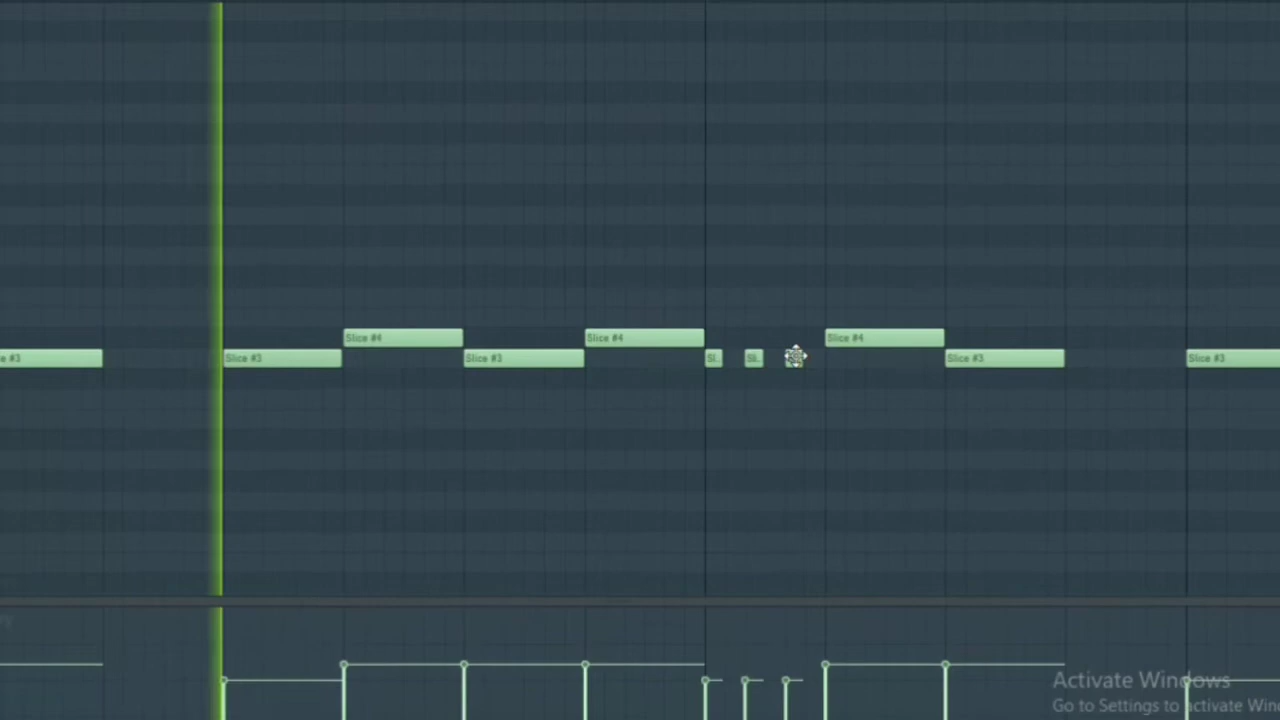 Slice #4
Slice #4
Slice #4
e #3
Slice #3
Slice #3
Sl.
Sli.
Slice #3
Slice #3
Activate Windows
Go to Settings to activate Win